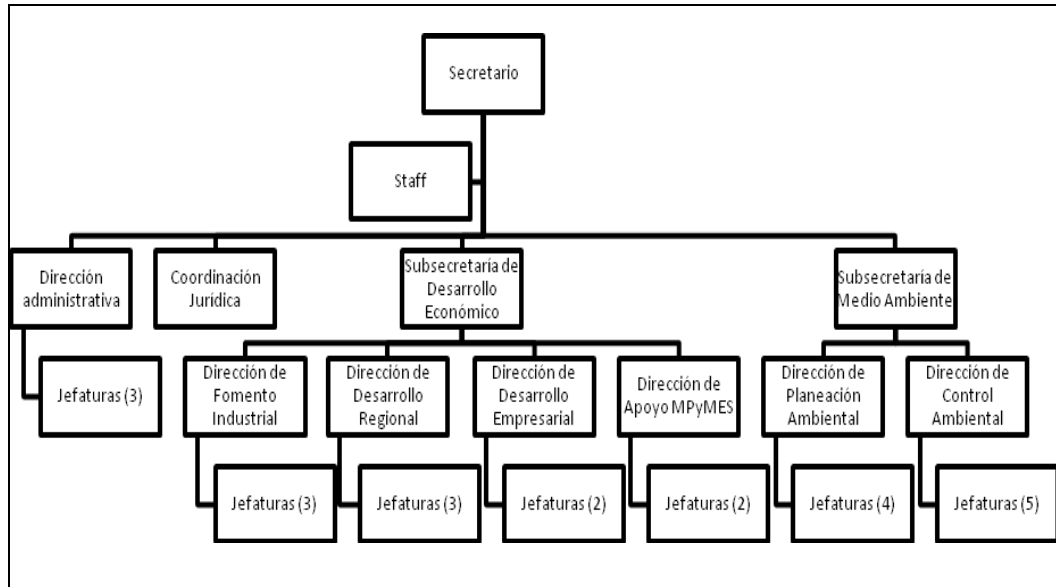 Secretario
Staff
Dirección
administrativa
Coordinación
Jurídica
Subsecretaría de
Desarrollo
Económico
Subsecretaría de
Medio Ambiente
Jefaturas (3)
Dirección de
Fomento
Industrial
Dirección de
Desarrollo
Regional
Dirección de
Desarrollo
Empresarial
Dirección de
Apoyo MPyMES
Dirección de
Planeación
Ambiental
Dirección de
Control
Ambiental
Jefaturas (3)
Jefaturas (3)
Jefaturas (2)
Jefaturas (2)
Jefaturas (4)
Jefaturas (5)